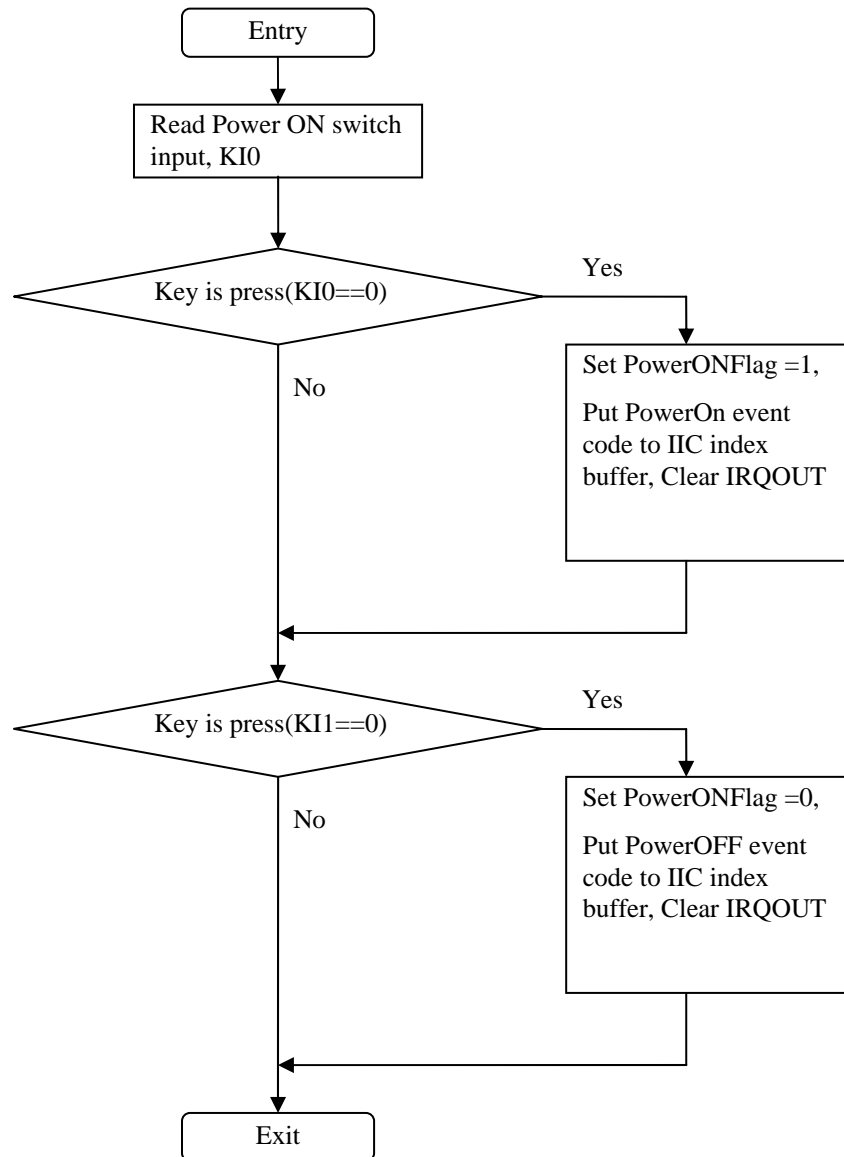 Entry
Read Power ON switch
input, KI0
Key is press(KI0==0)
Yes
No
Set PowerONFlag =1,
Put PowerOn event
code to IIC index
buffer, Clear IRQOUT
Key is press(KI1==0)
Yes
No
Set PowerONFlag =0,
Put PowerOFF event
code to IIC index
buffer, Clear IRQOUT
Exit